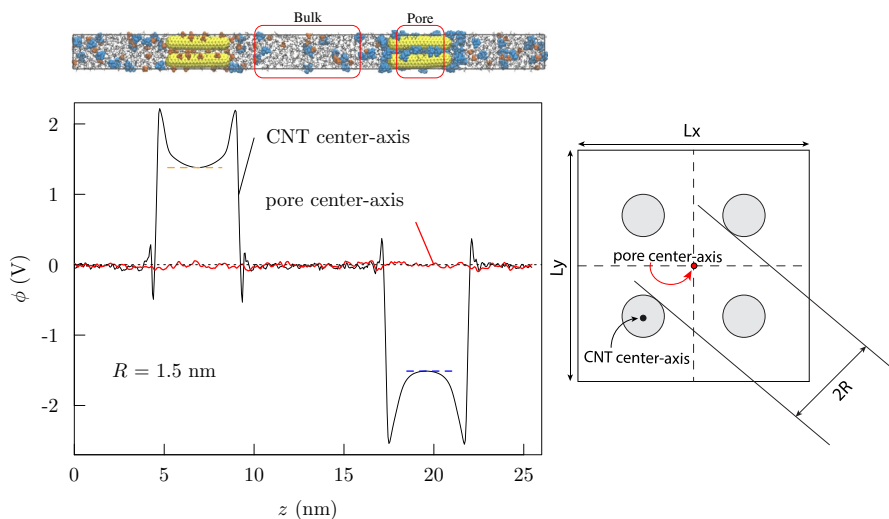 Bulk
Pore
2
1
0
-1
-2
ϕ (V)
CNT center-axis
pore center-axis
R = 1.5 nm
0
5
10
15
20
25
z (nm)
Lx
Ly
pore center-axis
CNT center-axis
2R